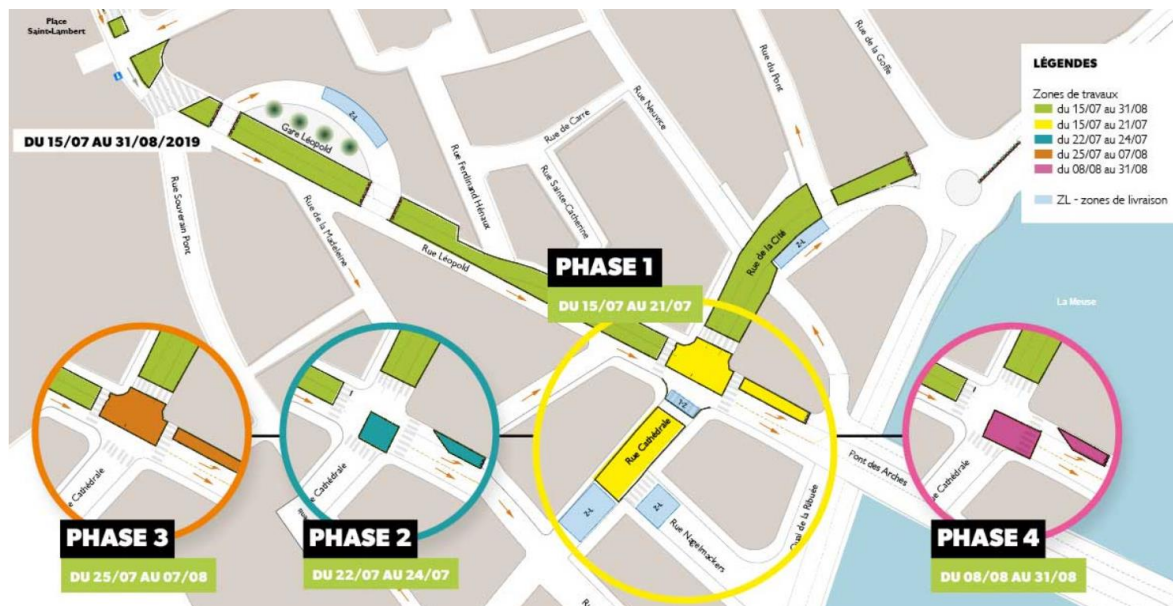 Place
Saint-Lambert
DU 15/07 AU 31/08/2019
Z-L
Gare Léopold
Rue Souverain Pont
Rue de la Madeleine
Rue Léopold
Rue Ferdinand Hénaux
Rue de Carre
Rue Sainte-Catherine
Rue Neuvice
Rue du Pont
Rue de la Goffe
Rue de la Cité
Z-L
LÉGENDES
Zones de travaux
du 15/07 au 31/08
du 15/07 au 21/07
du 22/07 au 24/07
du 25/07 au 07/08
du 08/08 au 31/08
ZL - zones de livraison
La Meuse
PHASE 1
DU 15/07 AU 21/07
Z-L
Rue Cathédrale
Z-L
Z-L
Rue Nagelmackers
Quai de la Ribuée
Pont des Arches
e Cathédrale
PHASE 3
DU 25/07 AU 07/08
Rue Cathédrale
PHASE 2
DU 22/07 AU 24/07
Rue Cathédrale
PHASE 4
DU 08/08 AU 31/08